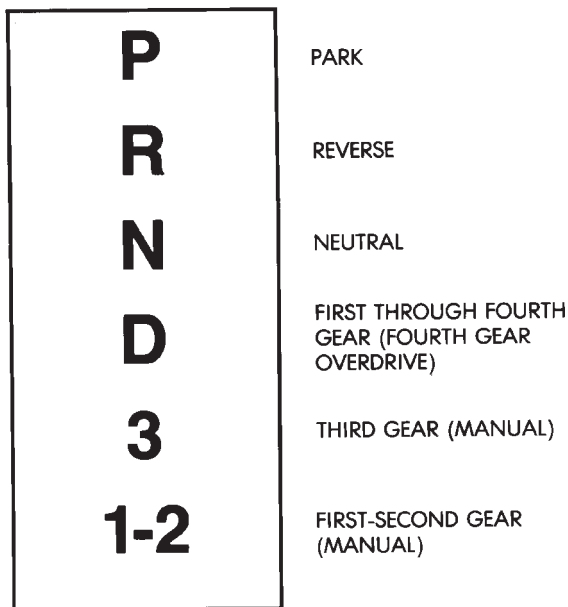 P PARK
R REVERSE
N NEUTRAL
D FIRST THROUGH FOURTH
GEAR (FOURTH GEAR
OVERDRIVE)
3 THIRD GEAR (MANUAL)
1-2 FIRST-SECOND GEAR
(MANUAL)